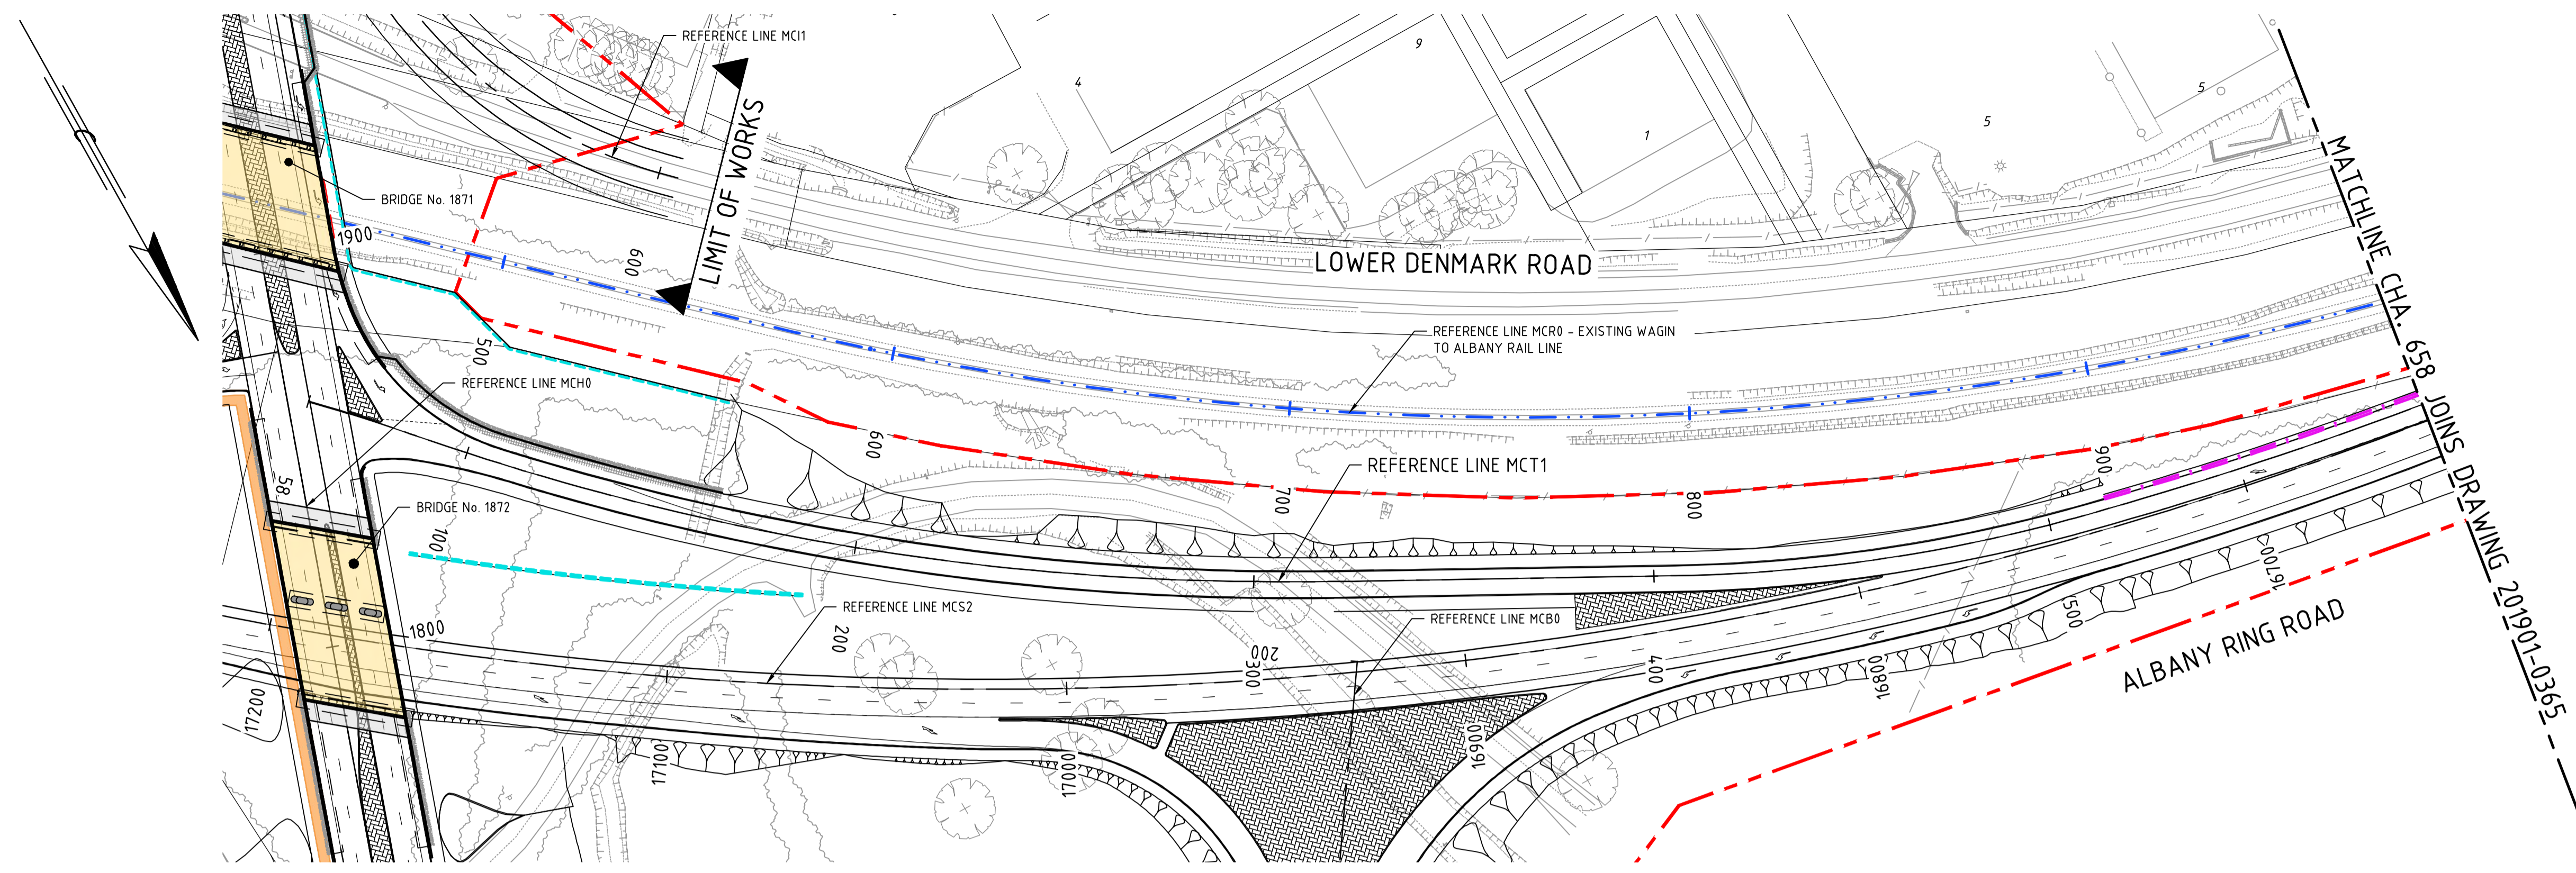 REFERENCE LINE MCI1
9
4
1
5
5
LIMIT OF WORKS
BRIDGE No. 1871
1900
600
LOWER DENMARK ROAD
MATCHLINE CHA. 658 JOINS DRAWING 201901-0365
REFERENCE LINE MCR0 - EXISTING WAGIN
TO ALBANY RAIL LINE
500
REFERENCE LINE MCH0
600
REFERENCE LINE MCT1
900
58
700
800
BRIDGE No. 1872
100
REFERENCE LINE MCS2
REFERENCE LINE MCB0
16700
500
1800
200
200
300
400
16800
ALBANY RING ROAD
17200
17100
17000
16900